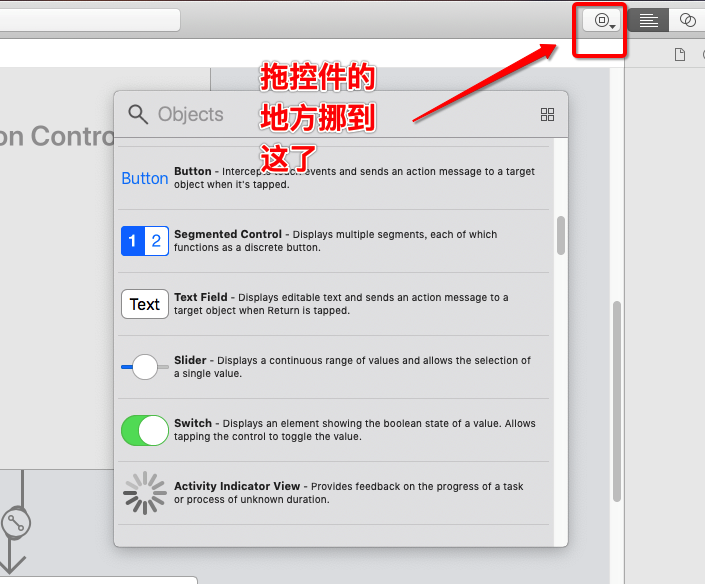 拖控件的
地方挪到
这了
on Contro
Objects
Button
Button - Intercepts touch events and sends an action message to a target
object when it's tapped.
1 2
Segmented Control - Displays multiple segments, each of which
functions as a discrete button.
Text
Text Field - Displays editable text and sends an action message to a
target object when Return is tapped.
Slider - Displays a continuous range of values and allows the selection of
a single value.
Switch - Displays an element showing the boolean state of a value. Allows
tapping the control to toggle the value.
Activity Indicator View - Provides feedback on the progress of a task
or process of unknown duration.